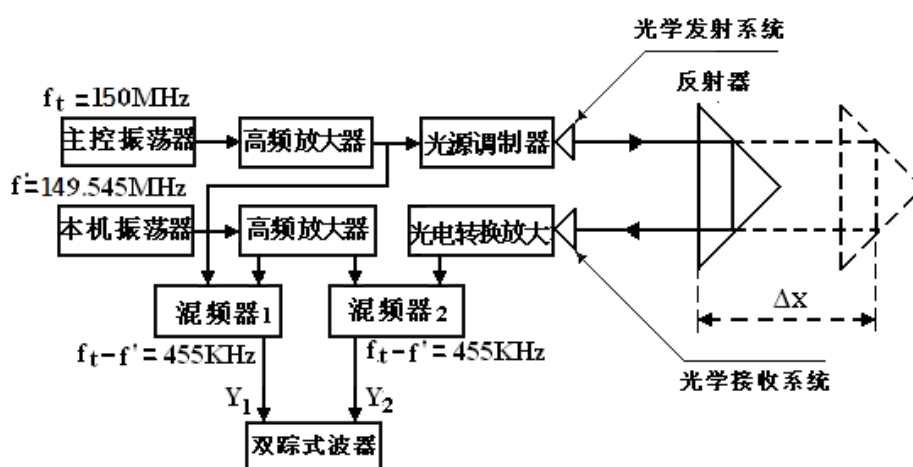 光学发射系统
反射器
f_t=150MHz
主控振荡器
高频放大器
光源调制器
f'=149.545MHz
本机振荡器
高频放大器
光电转换放大
混频器1
混频器2
ΔX
f_t-f'=455KHz
f_t-f'=455KHz
光学接收系统
Y_1
Y_2
双踪式波器